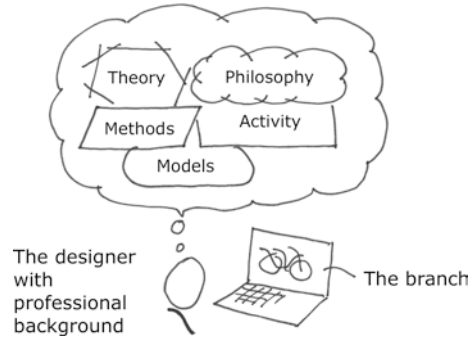 Theory
Philosophy
Methods
Activity
Models
The designer
with
professional
background
The branch